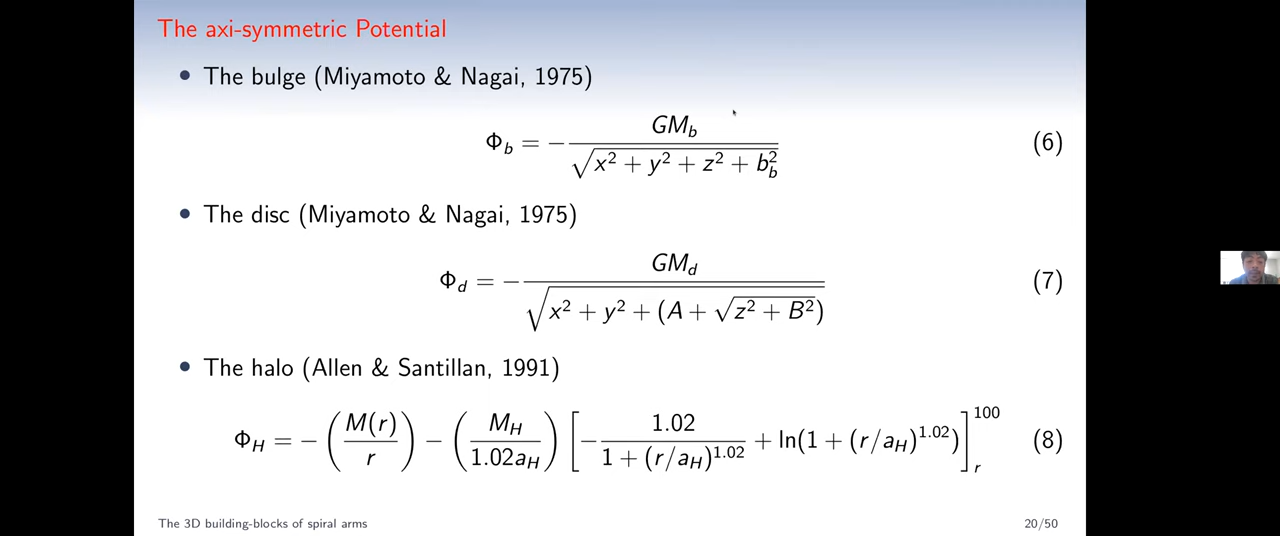 The axi-symmetric Potential
• The bulge (Miyamoto & Nagai, 1975)
Φ_b = − GM_b / √(x² + y² + z² + b_b²) (6)
• The disc (Miyamoto & Nagai, 1975)
Φ_d = − GM_d / √(x² + y² + (A + √(z² + B²))) (7)
• The halo (Allen & Santillan, 1991)
Φ_H = − (M(r) / r) − (M_H / 1.02a_H) [− 1.02 / (1 + (r/a_H)^1.02) + ln(1 + (r/a_H)^1.02)]_r^100 (8)
The 3D building-blocks of spiral arms 20/50